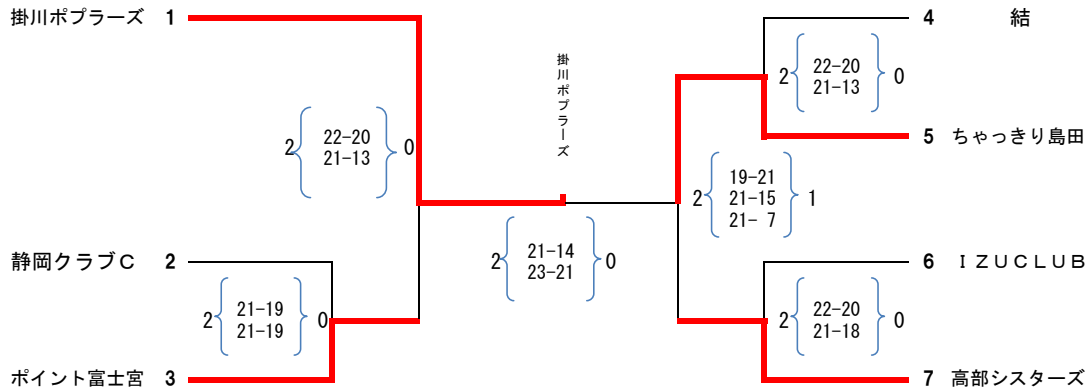 掛川ポプラーズ 1
4 結
掛川ポプラーズ
2 22-20 0
21-13
2 22-20 0
21-13
5 ちゃっきり島田
2 19-21 1
21-15
21- 7
静岡クラブC 2
2 21-14 0
23-21
6 IZUCLUB
2 21-19 0
21-19
2 22-20 0
21-18
ポイント富士宮 3
7 高部シスターズ